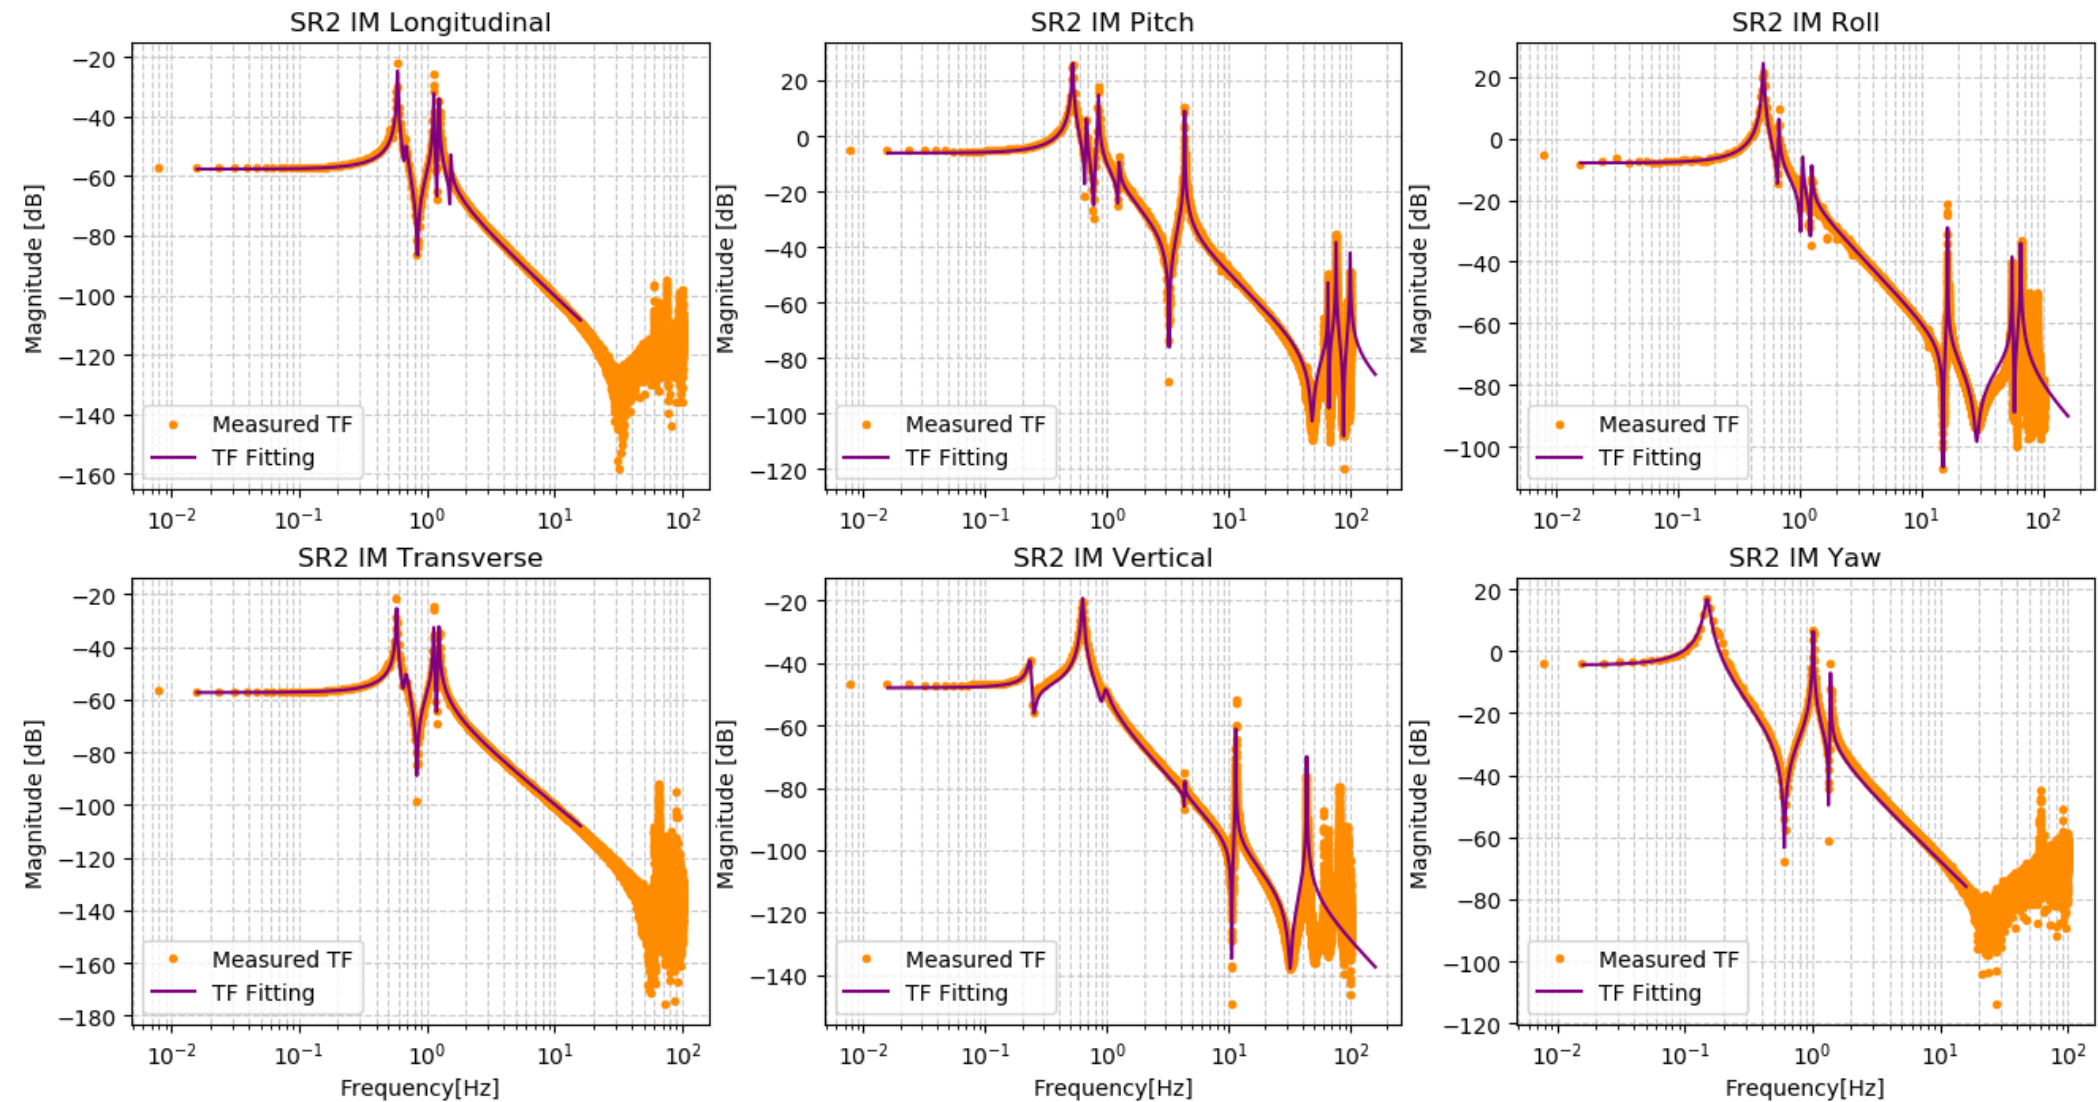 SR2 IM Longitudinal
Magnitude [dB]
−20
−40
−60
−80
−100
−120
−140
−160
Measured TF
TF Fitting
10⁻² 10⁻¹ 10⁰ 10¹ 10²
SR2 IM Pitch
Magnitude [dB]
20
0
−20
−40
−60
−80
−100
−120
Measured TF
TF Fitting
10⁻² 10⁻¹ 10⁰ 10¹ 10²
SR2 IM Roll
Magnitude [dB]
20
0
−20
−40
−60
−80
−100
Measured TF
TF Fitting
10⁻² 10⁻¹ 10⁰ 10¹ 10²
SR2 IM Transverse
Magnitude [dB]
−20
−40
−60
−80
−100
−120
−140
−160
−180
Measured TF
TF Fitting
10⁻² 10⁻¹ 10⁰ 10¹ 10²
Frequency[Hz]
SR2 IM Vertical
Magnitude [dB]
−20
−40
−60
−80
−100
−120
−140
Measured TF
TF Fitting
10⁻² 10⁻¹ 10⁰ 10¹ 10²
Frequency[Hz]
SR2 IM Yaw
Magnitude [dB]
20
0
−20
−40
−60
−80
−100
−120
Measured TF
TF Fitting
10⁻² 10⁻¹ 10⁰ 10¹ 10²
Frequency[Hz]